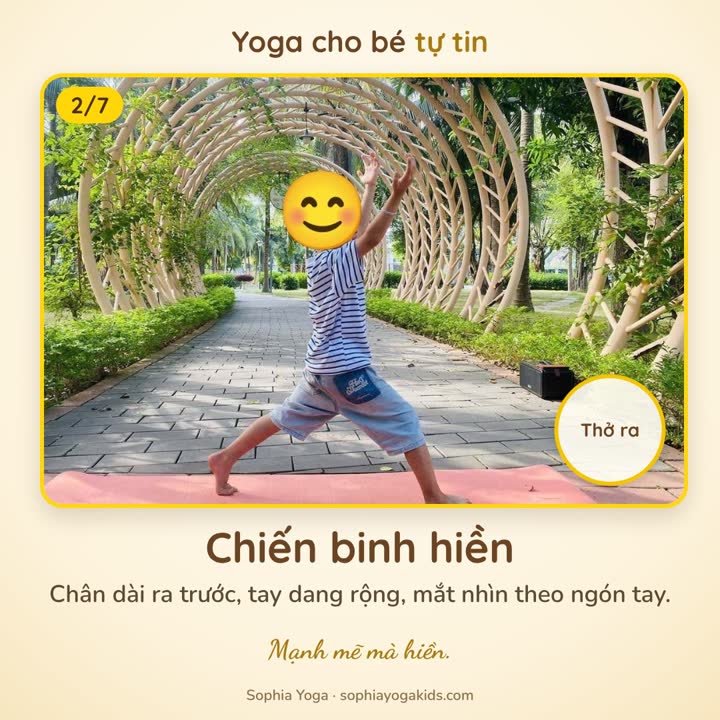 Yoga cho bé tự tin
2/7
Thở ra
Chiến binh hiền
Chân dài ra trước, tay dang rộng, mắt nhìn theo ngón tay.
Mạnh mẽ mà hiền.
Sophia Yoga · sophiayogakids.com